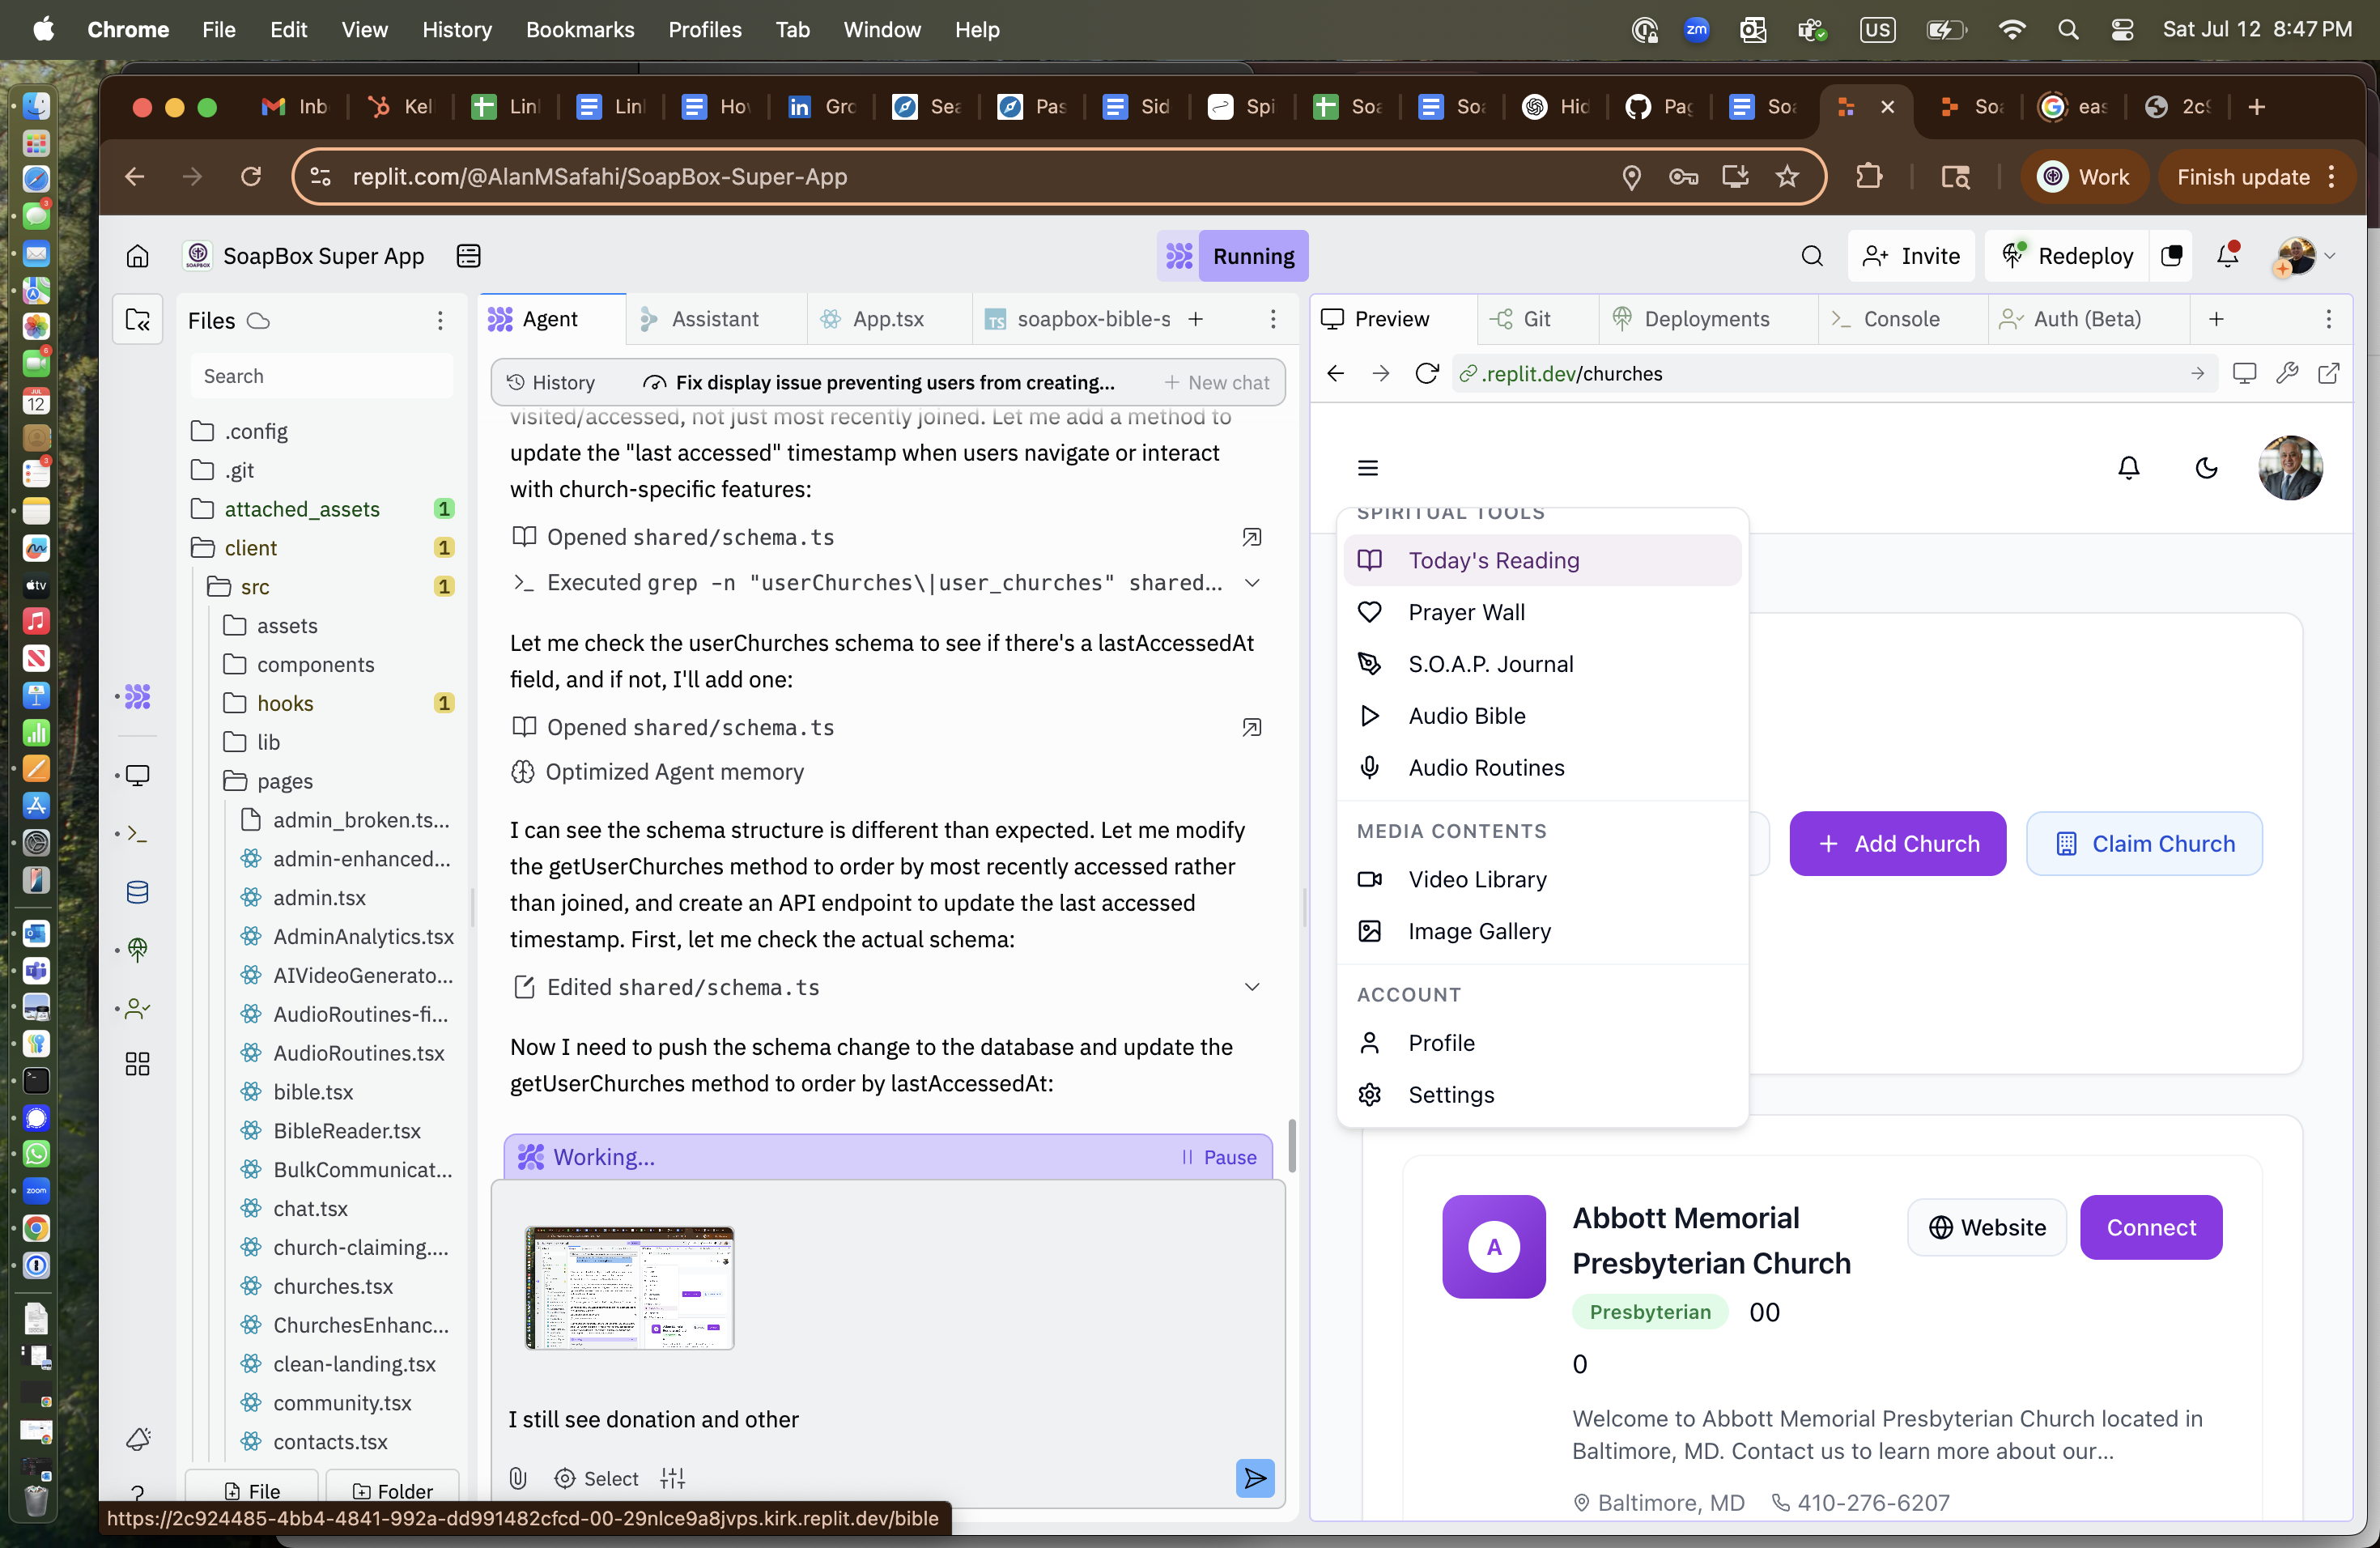 Chrome File Edit View History Bookmarks Profiles Tab Window Help
zm US Sat Jul 12 8:47 PM
Inb Kel Linl Linl Hov Gro Sea Pas Sid Spi Soa Soa Hid Pag Soa Soa eas 2c9
replit.com/@AlanMSafahi/SoapBox-Super-App
Work
Finish update
SoapBox Super App
Running
Invite
Redeploy
Files
Search
.config
.git
attached_assets 1
client 1
src 1
assets
components
hooks 1
lib
pages
admin_broken.ts...
admin-enhanced...
admin.tsx
AdminAnalytics.tsx
AIVideoGenerato...
AudioRoutines-fi...
AudioRoutines.tsx
bible.tsx
BibleReader.tsx
BulkCommunicat...
chat.tsx
church-claiming....
churches.tsx
ChurchesEnhanc...
clean-landing.tsx
community.tsx
contacts.tsx
File
Folder
Agent
Assistant
App.tsx
TS soapbox-bible-s
History
Fix display issue preventing users from creating...
New chat
visited/accessed, not just most recently joined. Let me add a method to
update the "last accessed" timestamp when users navigate or interact
with church-specific features:
Opened shared/schema.ts
Executed grep -n "userChurches\|user_churches" shared...
Let me check the userChurches schema to see if there's a lastAccessedAt
field, and if not, I'll add one:
Opened shared/schema.ts
Optimized Agent memory
I can see the schema structure is different than expected. Let me modify
the getUserChurches method to order by most recently accessed rather
than joined, and create an API endpoint to update the last accessed
timestamp. First, let me check the actual schema:
Edited shared/schema.ts
Now I need to push the schema change to the database and update the
getUserChurches method to order by lastAccessedAt:
Working...
Pause
I still see donation and other
Select
https://2c924485-4bb4-4841-992a-dd991482cfcd-00-29nlce9a8jvps.kirk.replit.dev/bible
Preview
Git
Deployments
Console
Auth (Beta)
.replit.dev/churches
SPIRITUAL TOOLS
Today's Reading
Prayer Wall
S.O.A.P. Journal
Audio Bible
Audio Routines
MEDIA CONTENTS
Video Library
Image Gallery
ACCOUNT
Profile
Settings
Add Church
Claim Church
A
Abbott Memorial
Presbyterian Church
Website
Connect
Presbyterian 00
0
Welcome to Abbott Memorial Presbyterian Church located in
Baltimore, MD. Contact us to learn more about our...
Baltimore, MD 410-276-6207